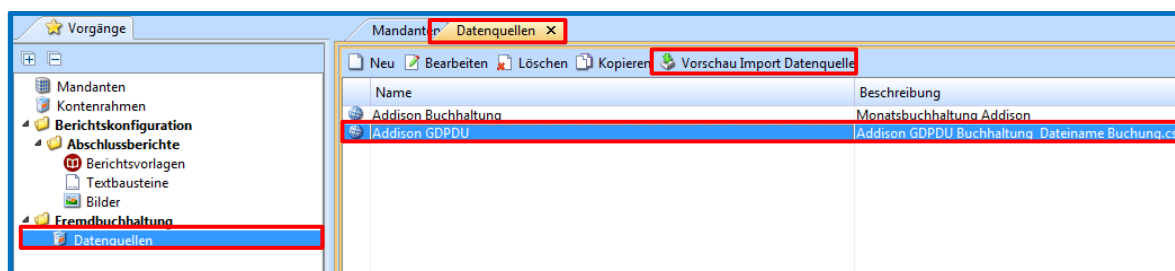 Vorgänge
Mandanten
Kontenrahmen
Berichtskonfiguration
Abschlussberichte
Berichtsvorlagen
Textbausteine
Bilder
Fremdbuchhaltung
Datenquellen
Mandanten Datenquellen
Neu Bearbeiten Löschen Kopieren Vorschau Import Datenquelle
Name Beschreibung
Addison Buchhaltung Monatsbuchhaltung Addison
Addison GDPDU Addison GDPDU Buchhaltung Dateiname Buchung.cs